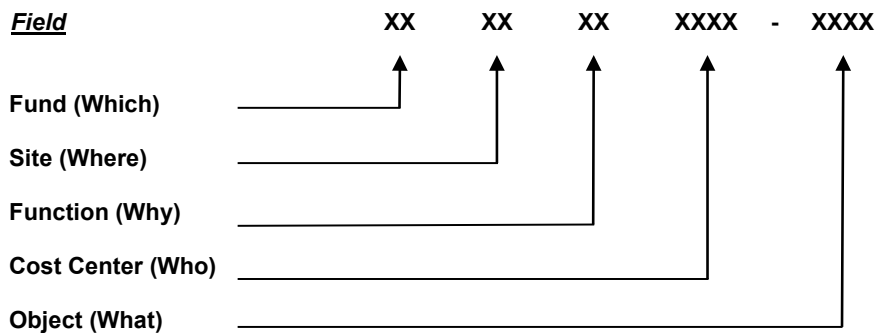 Field XX XX XX XXXX - XXXX
Fund (Which)
Site (Where)
Function (Why)
Cost Center (Who)
Object (What)